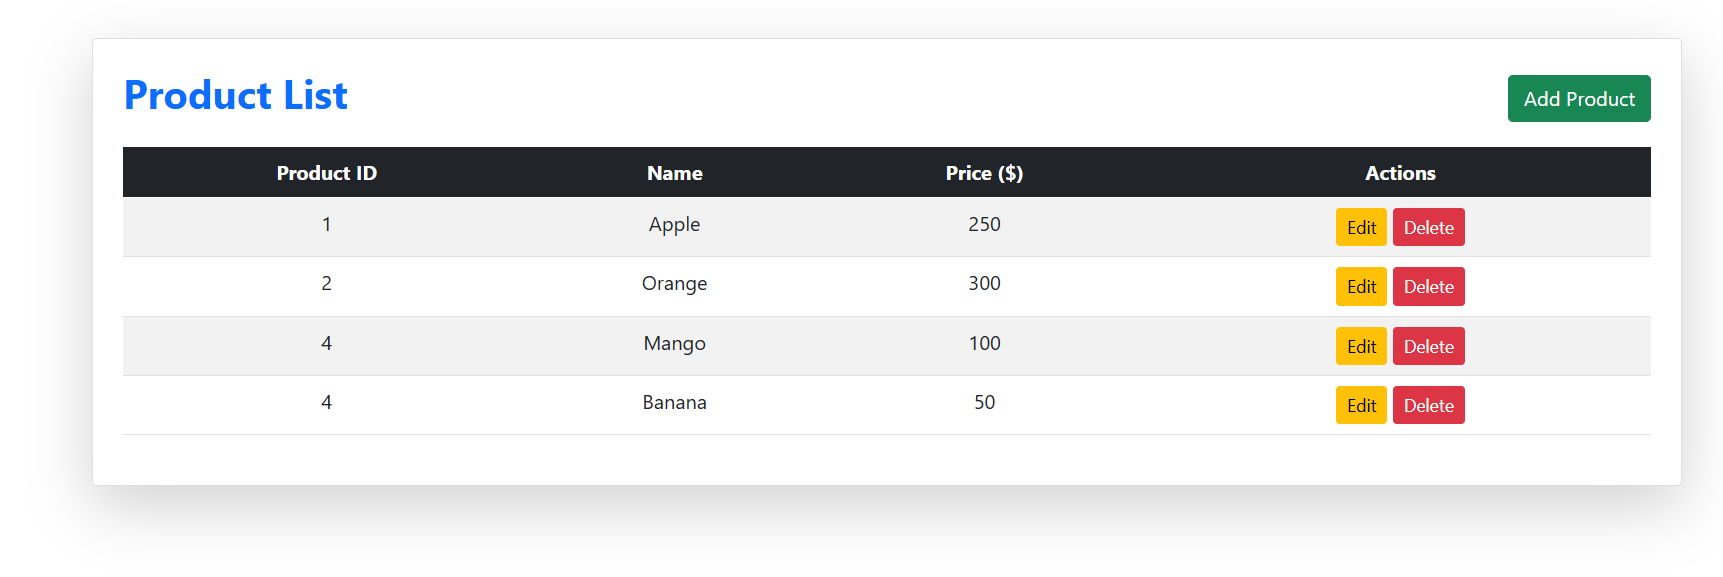 Product List
Add Product
Product ID Name Price ($) Actions
1 Apple 250 Edit Delete
2 Orange 300 Edit Delete
4 Mango 100 Edit Delete
4 Banana 50 Edit Delete